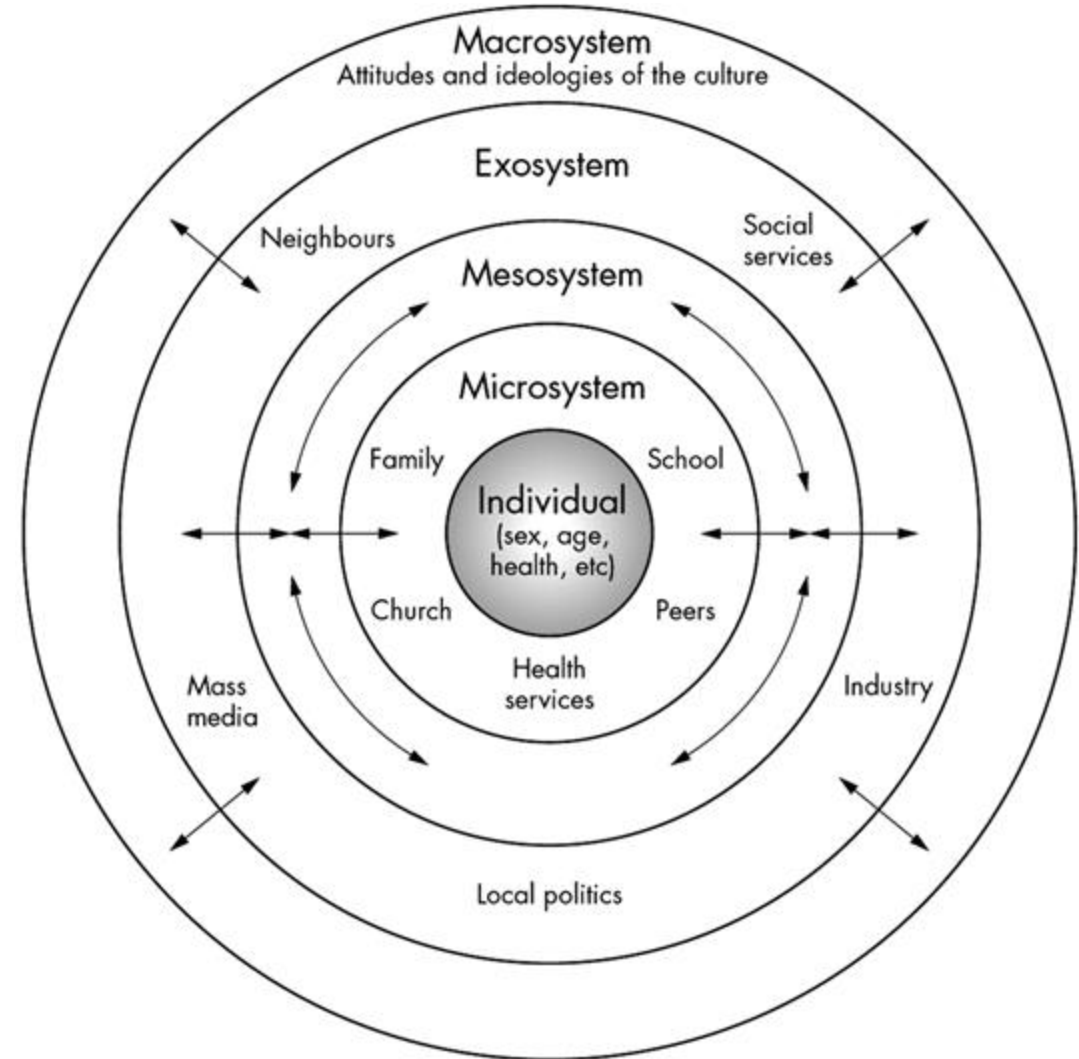 Macrosystem
Attitudes and ideologies of the culture
Exosystem
Neighbours
Social
services
Mesosystem
Microsystem
Family
School
Individual
(sex, age,
health, etc)
Church
Peers
Health
services
Mass
media
Industry
Local politics